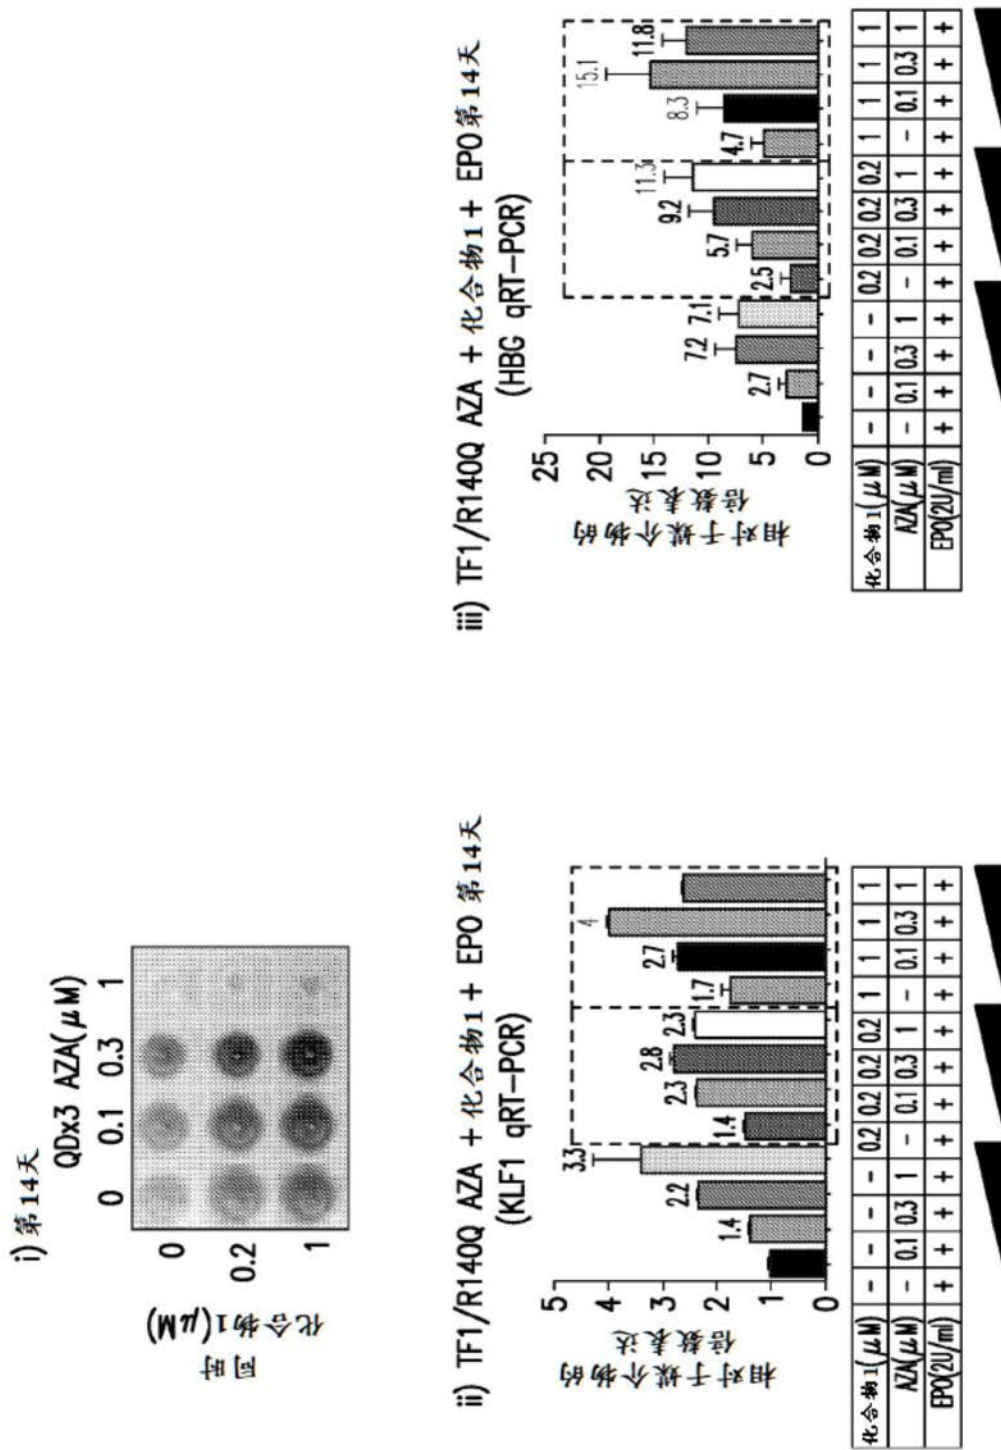 i) 第14天
QDx3 AZA(μM)
0 0.1 0.3 1
同时
化合物1(μM)
0
0.2
1
ii) TF1/R140Q AZA + 化合物1 + EPO 第14天
(KLF1 qRT-PCR)
相对于媒介物的
倍数表达
5
4
3
2
1
0
1.4 2.2 3.3 1.4 2.3 2.8 2.3 1.7 2.7 4
化合物1(μM) - - - - 0.2 0.2 0.2 0.2 1 1 1 1
AZA(μM) - 0.1 0.3 1 - 0.1 0.3 1 - 0.1 0.3 1
EPO(2U/ml) + + + + + + + + + + + +
iii) TF1/R140Q AZA + 化合物1 + EPO 第14天
(HBG qRT-PCR)
相对于媒介物的
倍数表达
25
20
15
10
5
0
2.7 7.2 7.1 2.5 5.7 9.2 11.3 4.7 8.3 15.1 11.8
化合物1(μM) - - - - 0.2 0.2 0.2 0.2 1 1 1 1
AZA(μM) - 0.1 0.3 1 - 0.1 0.3 1 - 0.1 0.3 1
EPO(2U/ml) + + + + + + + + + + + +